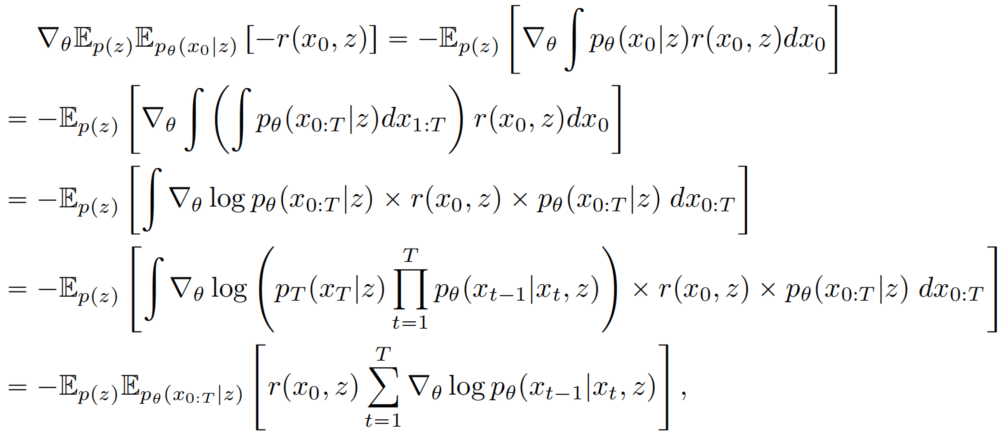 ∇_θ 𝔼_{p(z)} 𝔼_{p_θ(x_0|z)} [−r(x_0, z)] = −𝔼_{p(z)} [∇_θ ∫ p_θ(x_0|z) r(x_0, z) dx_0]
= −𝔼_{p(z)} [∇_θ ∫ (∫ p_θ(x_{0:T}|z) dx_{1:T}) r(x_0, z) dx_0]
= −𝔼_{p(z)} [∫ ∇_θ log p_θ(x_{0:T}|z) × r(x_0, z) × p_θ(x_{0:T}|z) dx_{0:T}]
= −𝔼_{p(z)} [∫ ∇_θ log (p_T(x_T|z) ∏_{t=1}^{T} p_θ(x_{t−1}|x_t, z)) × r(x_0, z) × p_θ(x_{0:T}|z) dx_{0:T}]
= −𝔼_{p(z)} 𝔼_{p_θ(x_{0:T}|z)} [r(x_0, z) ∑_{t=1}^{T} ∇_θ log p_θ(x_{t−1}|x_t, z)],